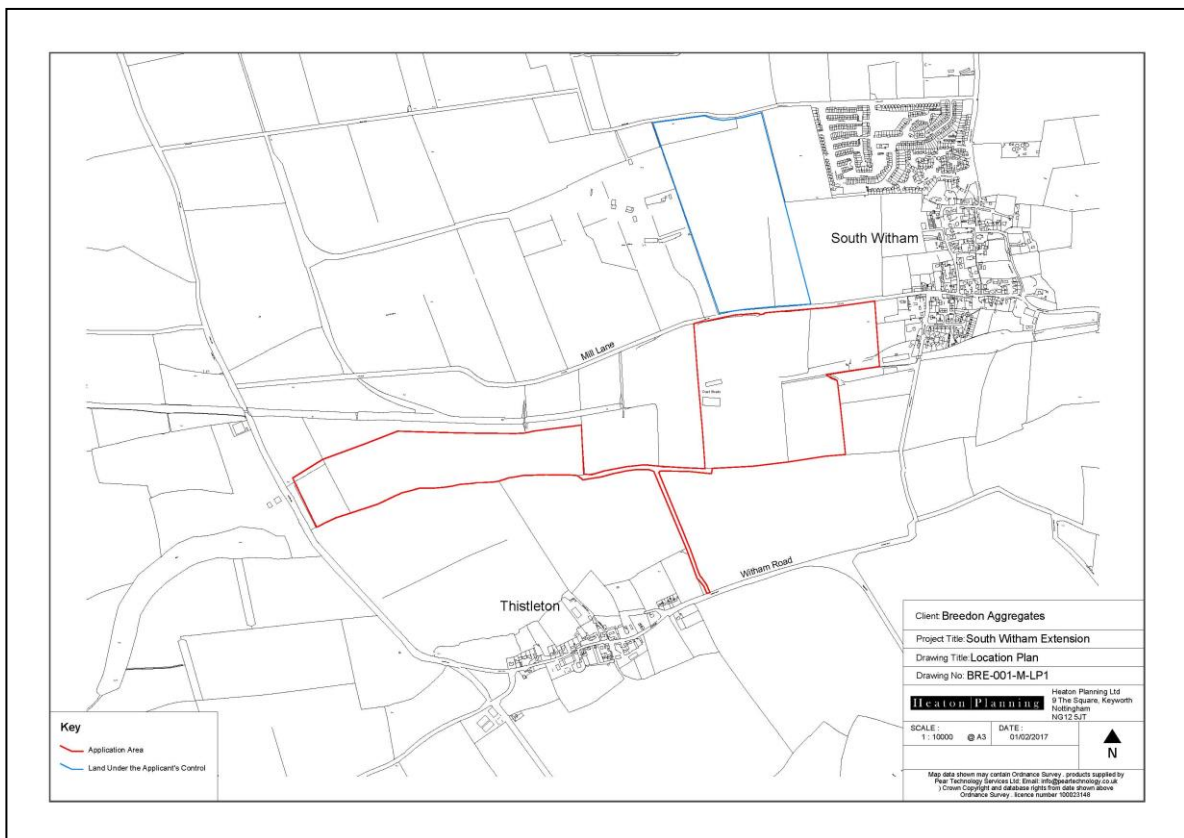 South Witham
Mill Lane
Witham Road
Thistleton
Key
Application Area
Land Under the Applicant's Control
Client: Breedon Aggregates
Project Title: South Witham Extension
Drawing Title: Location Plan
Drawing No: BRE-001-M-LP1
Heaton Planning
Heaton Planning Ltd
9 The Square, Keyworth
Nottingham
NG12 5JT
SCALE :
1 : 10000 @ A3
DATE :
01/02/2017
N
Map data shown may contain Ordnance Survey . products supplied by
Pear Technology Services Ltd; Email: info@peartechnology.co.uk
) Crown Copyright and database rights from date shown above
Ordnance Survey . licence number 100023148